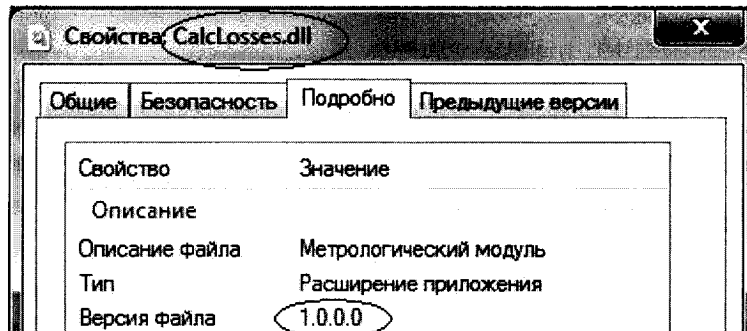 Свойства: CalcLosses.dll
X
Общие Безопасность Подробно Предыдущие версии
Свойство Значение
Описание
Описание файла Метрологический модуль
Тип Расширение приложения
Версия файла 1.0.0.0